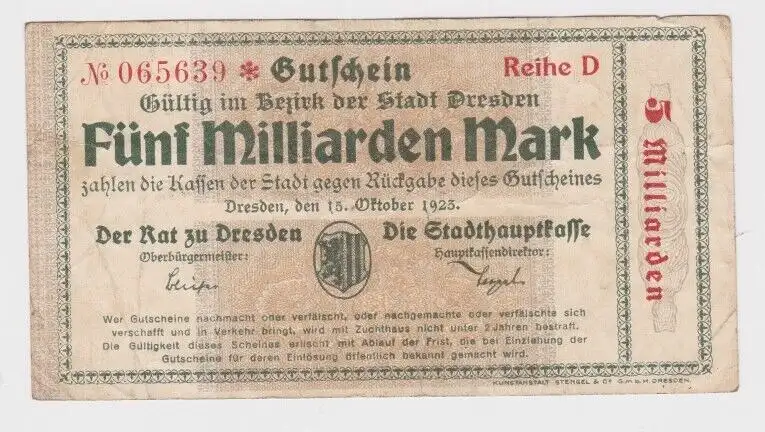 № 065639 * Gutschein Reihe D
Gültig im Bezirk der Stadt Dresden
Fünf Milliarden Mark
zahlen die Kassen der Stadt gegen Rückgabe dieses Gutscheines
Dresden, den 15. Oktober 1923.
Der Rat zu Dresden Die Stadthauptkasse
Oberbürgermeister: Hauptkassendirektor:
Wer Gutscheine nachmacht oder verfälscht, oder nachgemachte oder verfälschte sich
verschafft und in Verkehr bringt, wird mit Zuchthaus nicht unter 2 Jahren bestraft.
Die Gültigkeit dieses Scheines erlischt mit Ablauf der Frist, die bei Einziehung der
Gutscheine für deren Einlösung öffentlich bekannt gemacht wird.
5 Milliarden
KUNSTANSTALT STENGEL & Co G.m.b.H. DRESDEN.